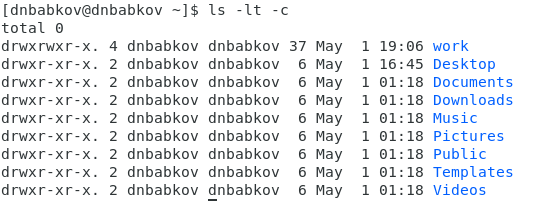 [dnbabkov@dnbabkov ~]$ ls -lt -c
total 0
drwxrwxr-x. 4 dnbabkov dnbabkov 37 May  1 19:06 work
drwxr-xr-x. 2 dnbabkov dnbabkov  6 May  1 16:45 Desktop
drwxr-xr-x. 2 dnbabkov dnbabkov  6 May  1 01:18 Documents
drwxr-xr-x. 2 dnbabkov dnbabkov  6 May  1 01:18 Downloads
drwxr-xr-x. 2 dnbabkov dnbabkov  6 May  1 01:18 Music
drwxr-xr-x. 2 dnbabkov dnbabkov  6 May  1 01:18 Pictures
drwxr-xr-x. 2 dnbabkov dnbabkov  6 May  1 01:18 Public
drwxr-xr-x. 2 dnbabkov dnbabkov  6 May  1 01:18 Templates
drwxr-xr-x. 2 dnbabkov dnbabkov  6 May  1 01:18 Videos